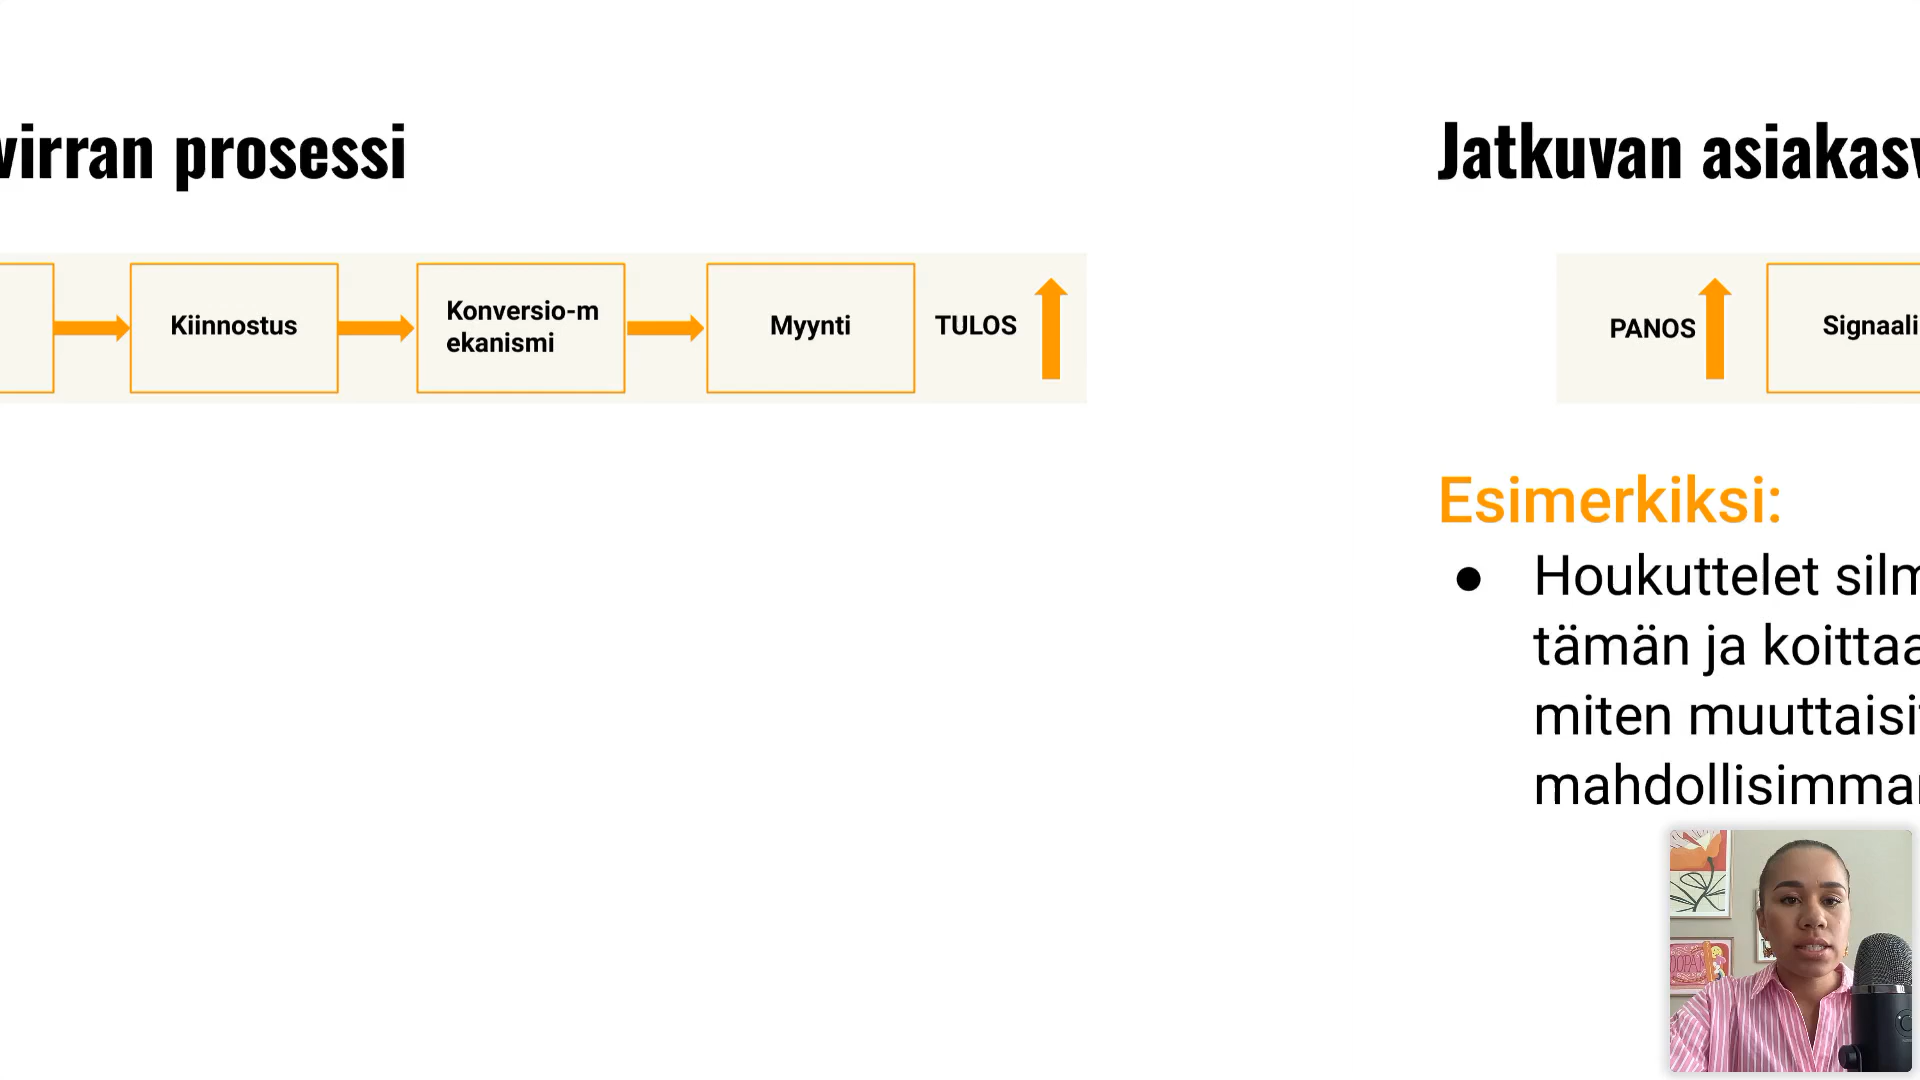 virran prosessi
Kiinnostus
Konversio-m
ekanismi
Myynti
TULOS
Jatkuvan asiakasv
PANOS
Signaali
Esimerkiksi:
● Houkuttelet silm
tämän ja koittaa
miten muuttaisi
mahdollisimma